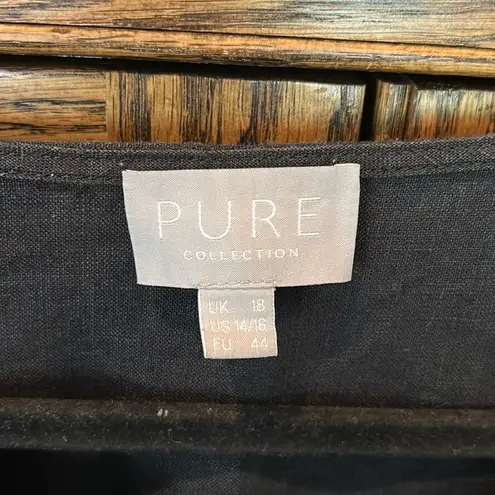 PURE
COLLECTION
UK 18
US 14/16
EU 44